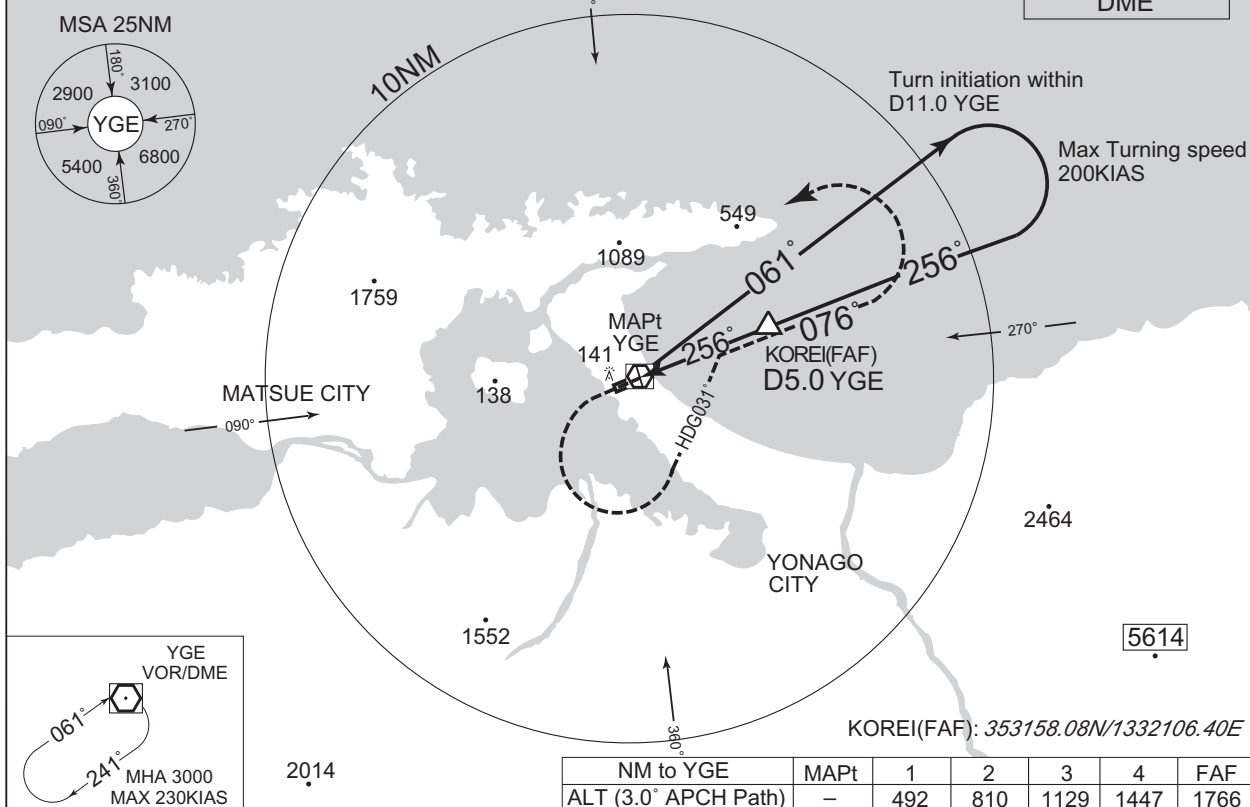 DME
MSA 25NM
180°
2900
3100
090°
YGE
270°
5400
6800
360°
10NM
Turn initiation within
D11.0 YGE
Max Turning speed
200KIAS
549
1089
1759
061°
256°
MAPt
YGE
141
256°
076°
KOREI(FAF)
D5.0 YGE
270°
MATSUE CITY
138
090°
HDG031°
2464
YONAGO
CITY
1552
5614
YGE
VOR/DME
061°
241°
MHA 3000
MAX 230KIAS
2014
360°
KOREI(FAF): 353158.08N/1332106.40E
NM to YGE MAPt 1 2 3 4 FAF
ALT (3.0° APCH Path) – 492 810 1129 1447 1766